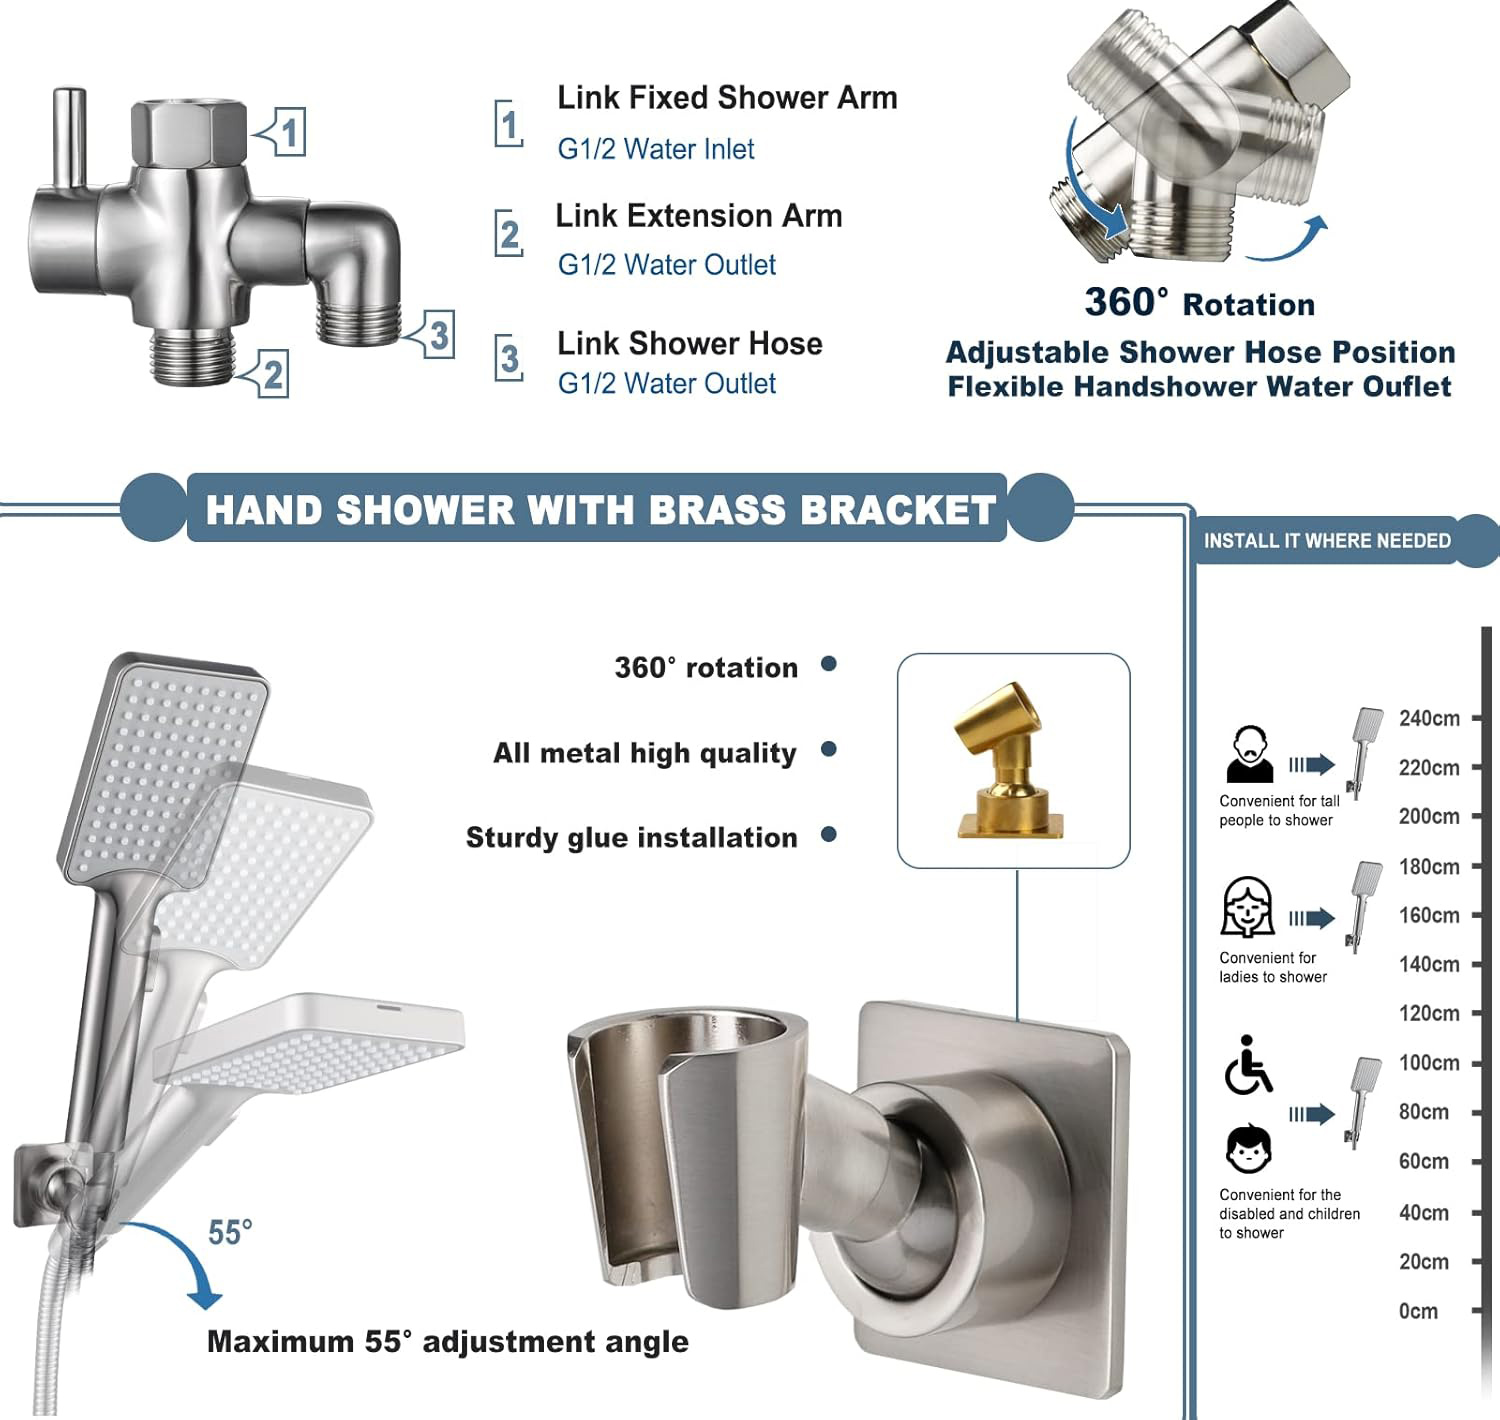 1
2
3
1
Link Fixed Shower Arm
G1/2 Water Inlet
2
Link Extension Arm
G1/2 Water Outlet
3
Link Shower Hose
G1/2 Water Outlet
360° Rotation
Adjustable Shower Hose Position
Flexible Handshower Water Ouflet
HAND SHOWER WITH BRASS BRACKET
INSTALL IT WHERE NEEDED
360° rotation
All metal high quality
Sturdy glue installation
55°
Maximum 55° adjustment angle
Convenient for tall
people to shower
Convenient for
ladies to shower
Convenient for the
disabled and children
to shower
240cm
220cm
200cm
180cm
160cm
140cm
120cm
100cm
80cm
60cm
40cm
20cm
0cm